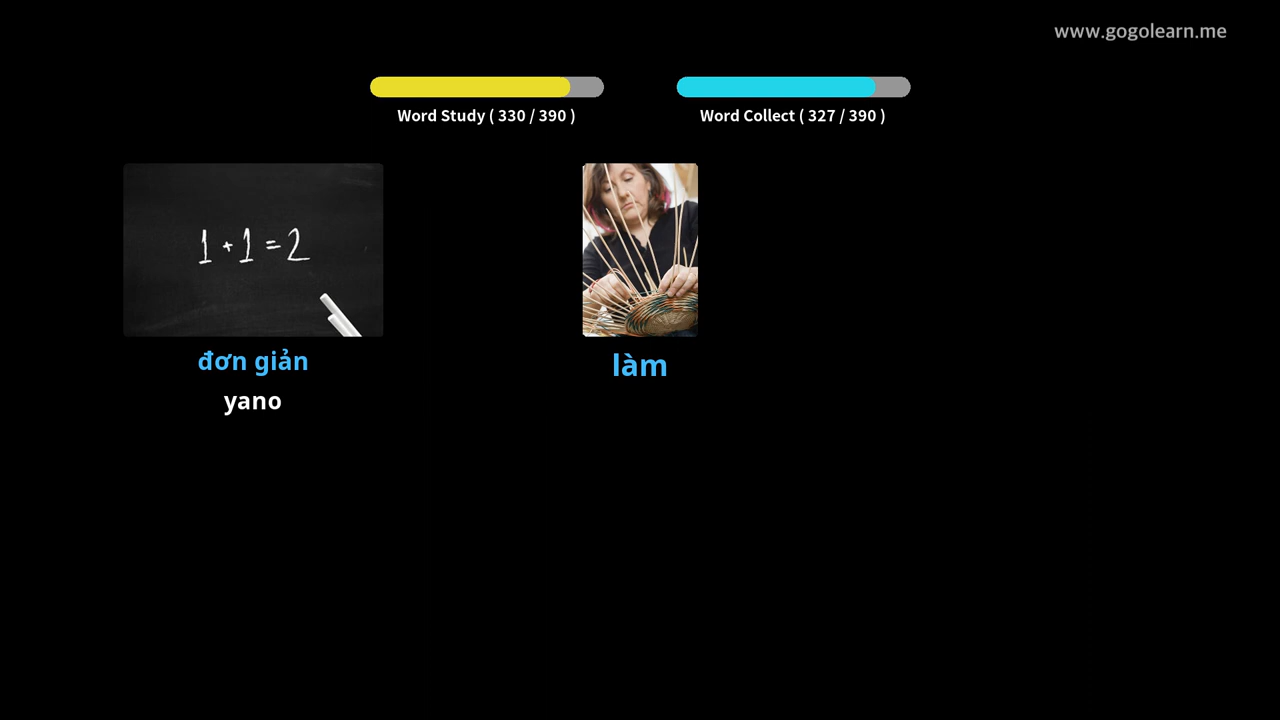 www.gogolearn.me
Word Study ( 330 / 390 )
Word Collect ( 327 / 390 )
1 + 1 = 2
đơn giản
yano
làm